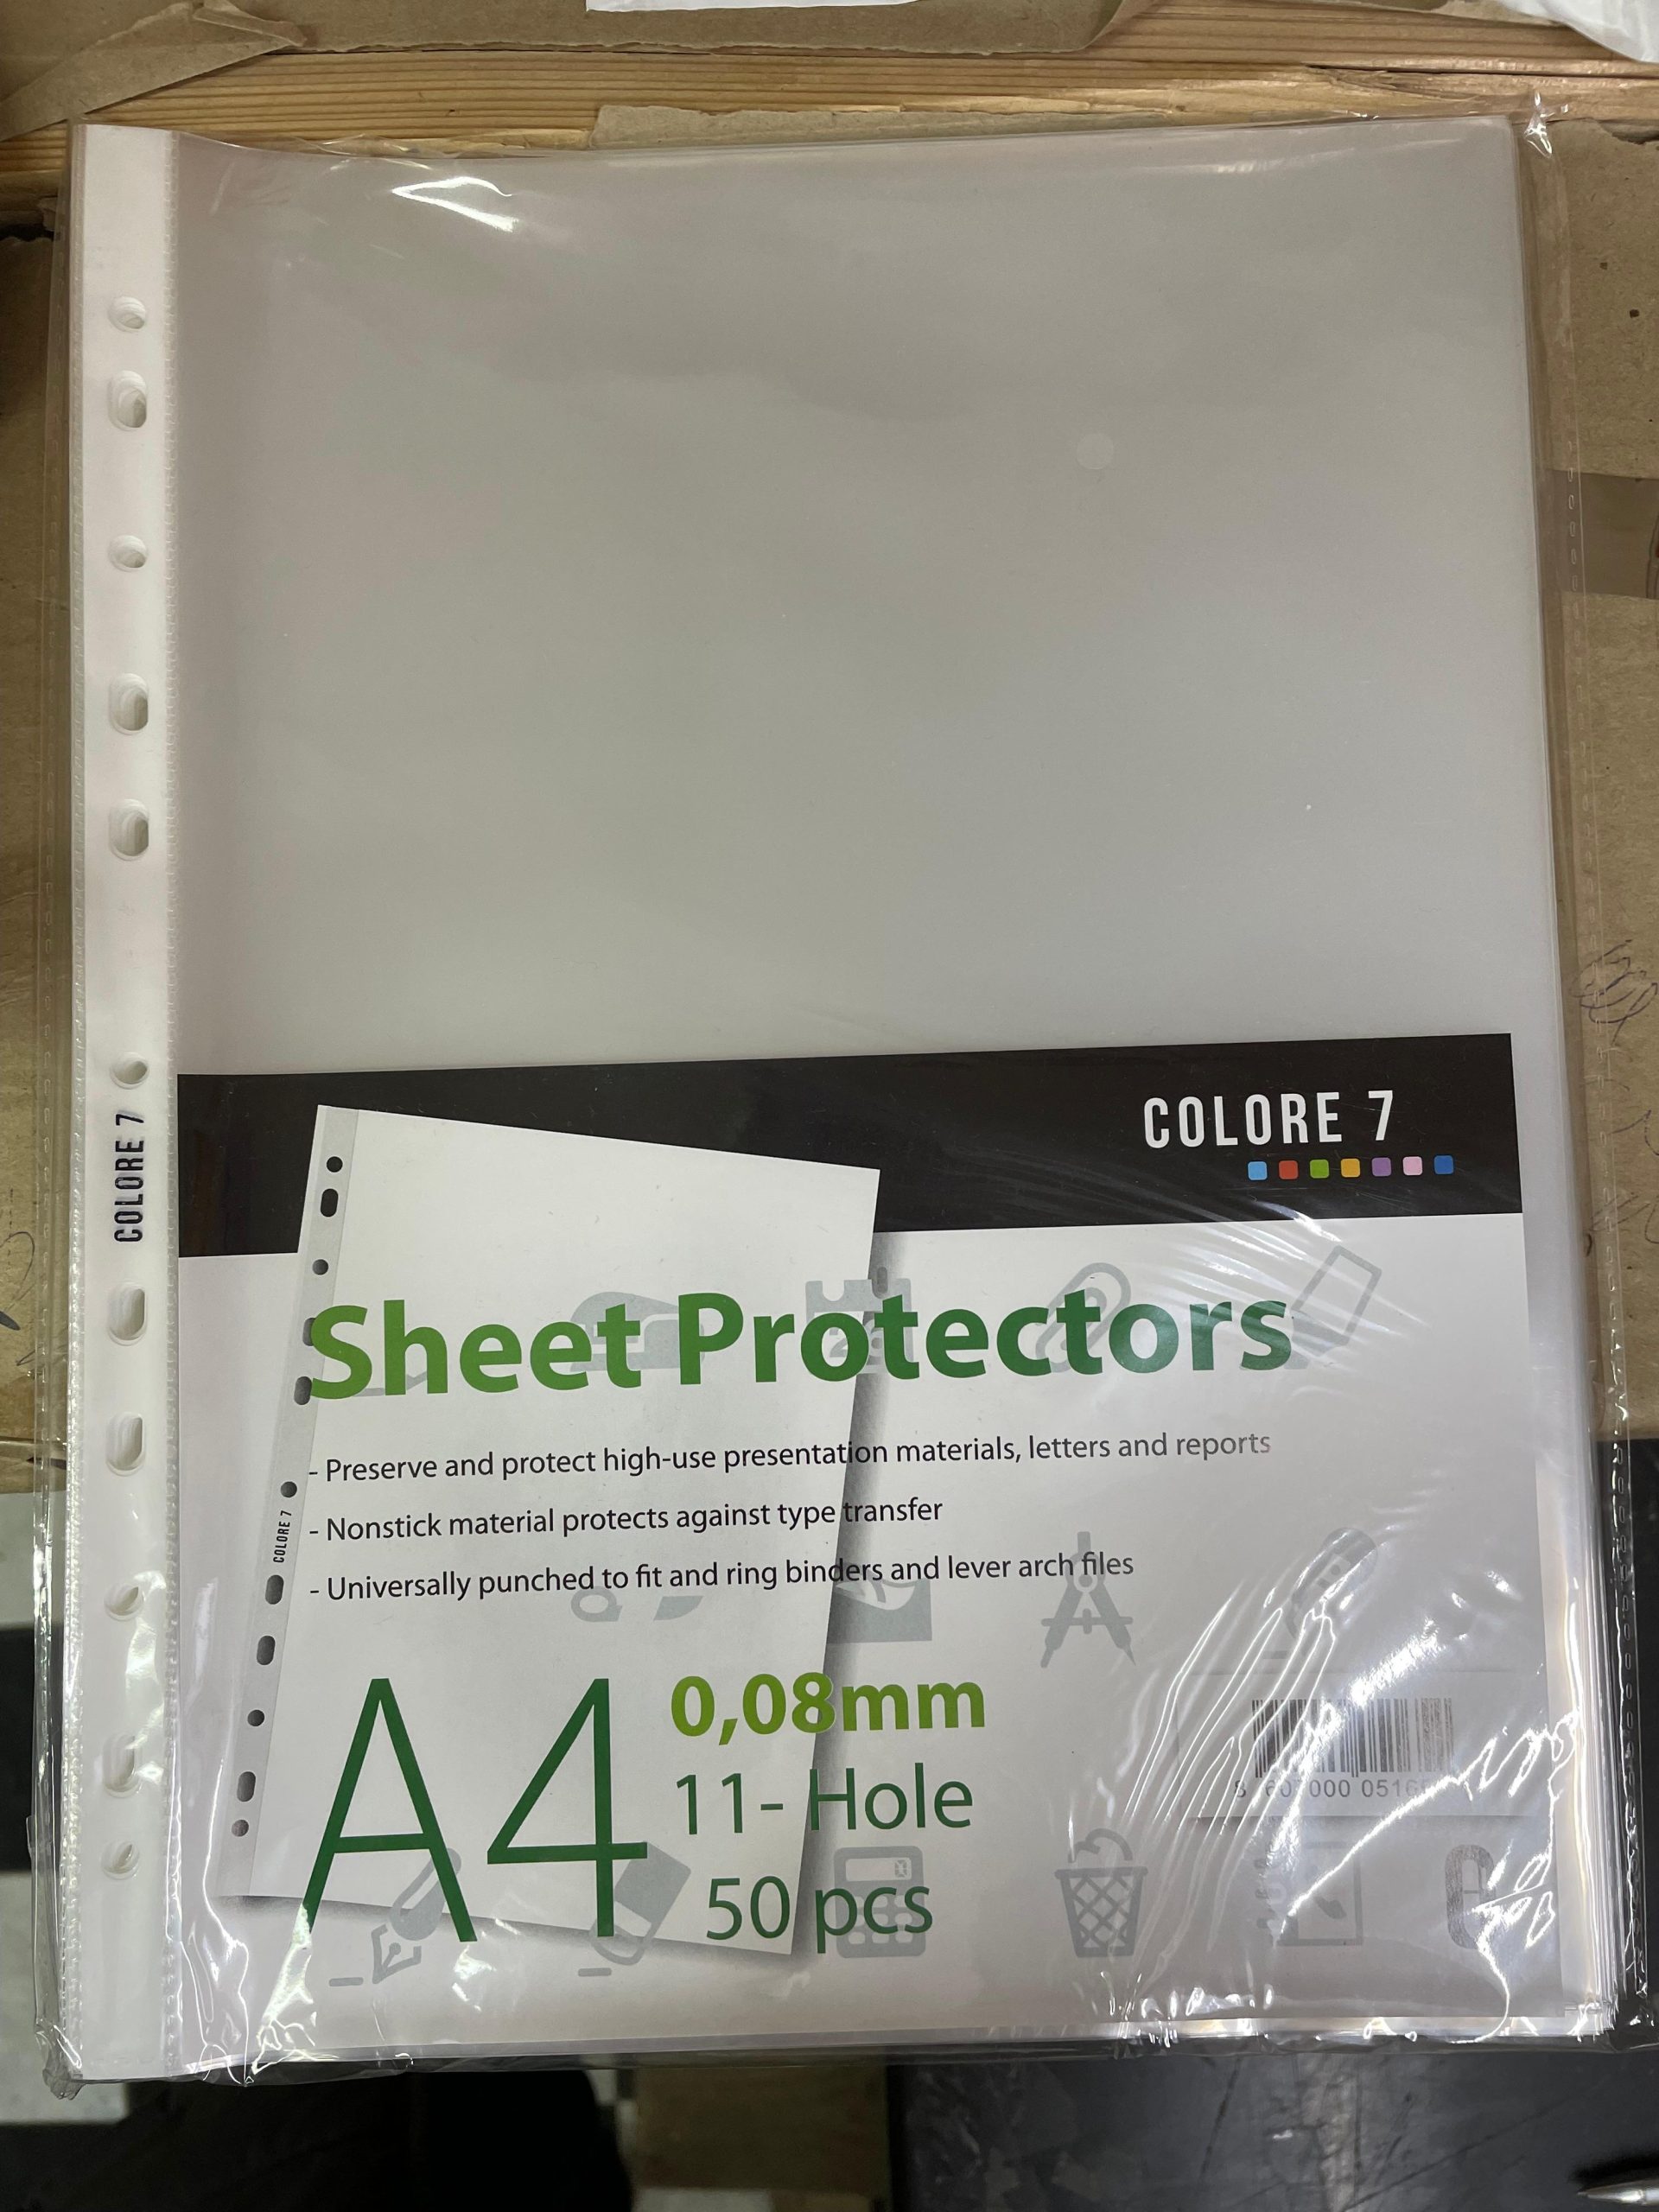 COLORE 7
COLORE 7
Sheet Protectors
- Preserve and protect high-use presentation materials, letters and reports
- Nonstick material protects against type transfer
- Universally punched to fit and ring binders and lever arch files
COLORE 7
A4
0,08mm
11- Hole
50 pcs